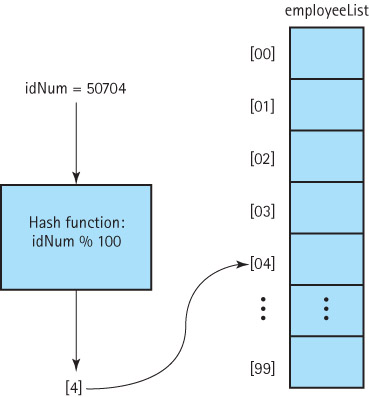 employeeList
[00]
idNum = 50704
[01]
[02]
Hash function:
idNum % 100
[03]
[04]
[99]
[4]